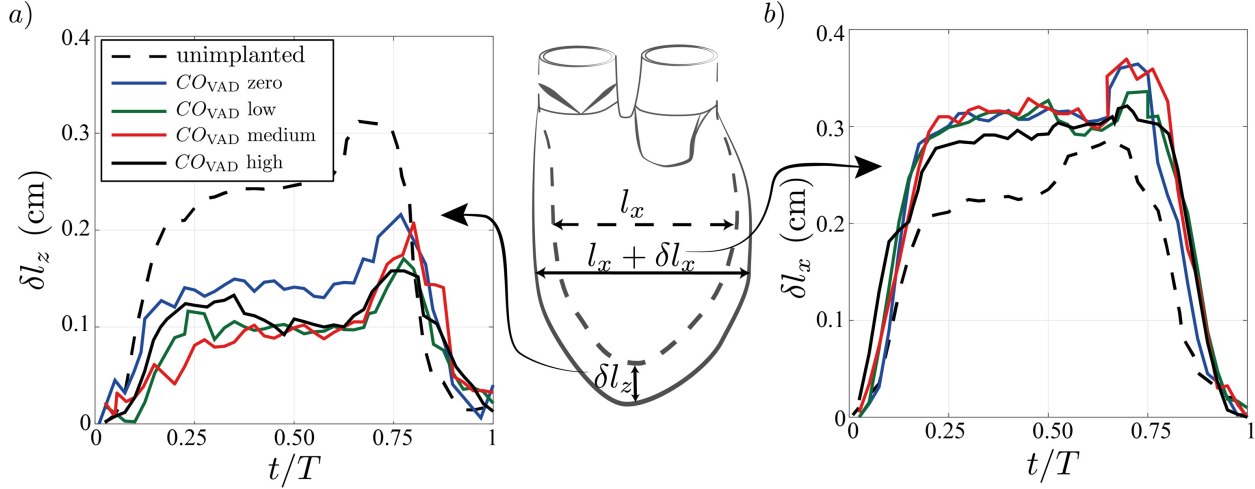 a)
0.4
0.3
0.2
0.1
0
δl_z (cm)
unimplanted
CO_VAD zero
CO_VAD low
CO_VAD medium
CO_VAD high
0 0.25 0.50 0.75 1
t/T
l_x
l_x + δl_x
δl_z
b)
0.4
0.3
0.2
0.1
0
δl_x (cm)
0 0.25 0.50 0.75 1
t/T